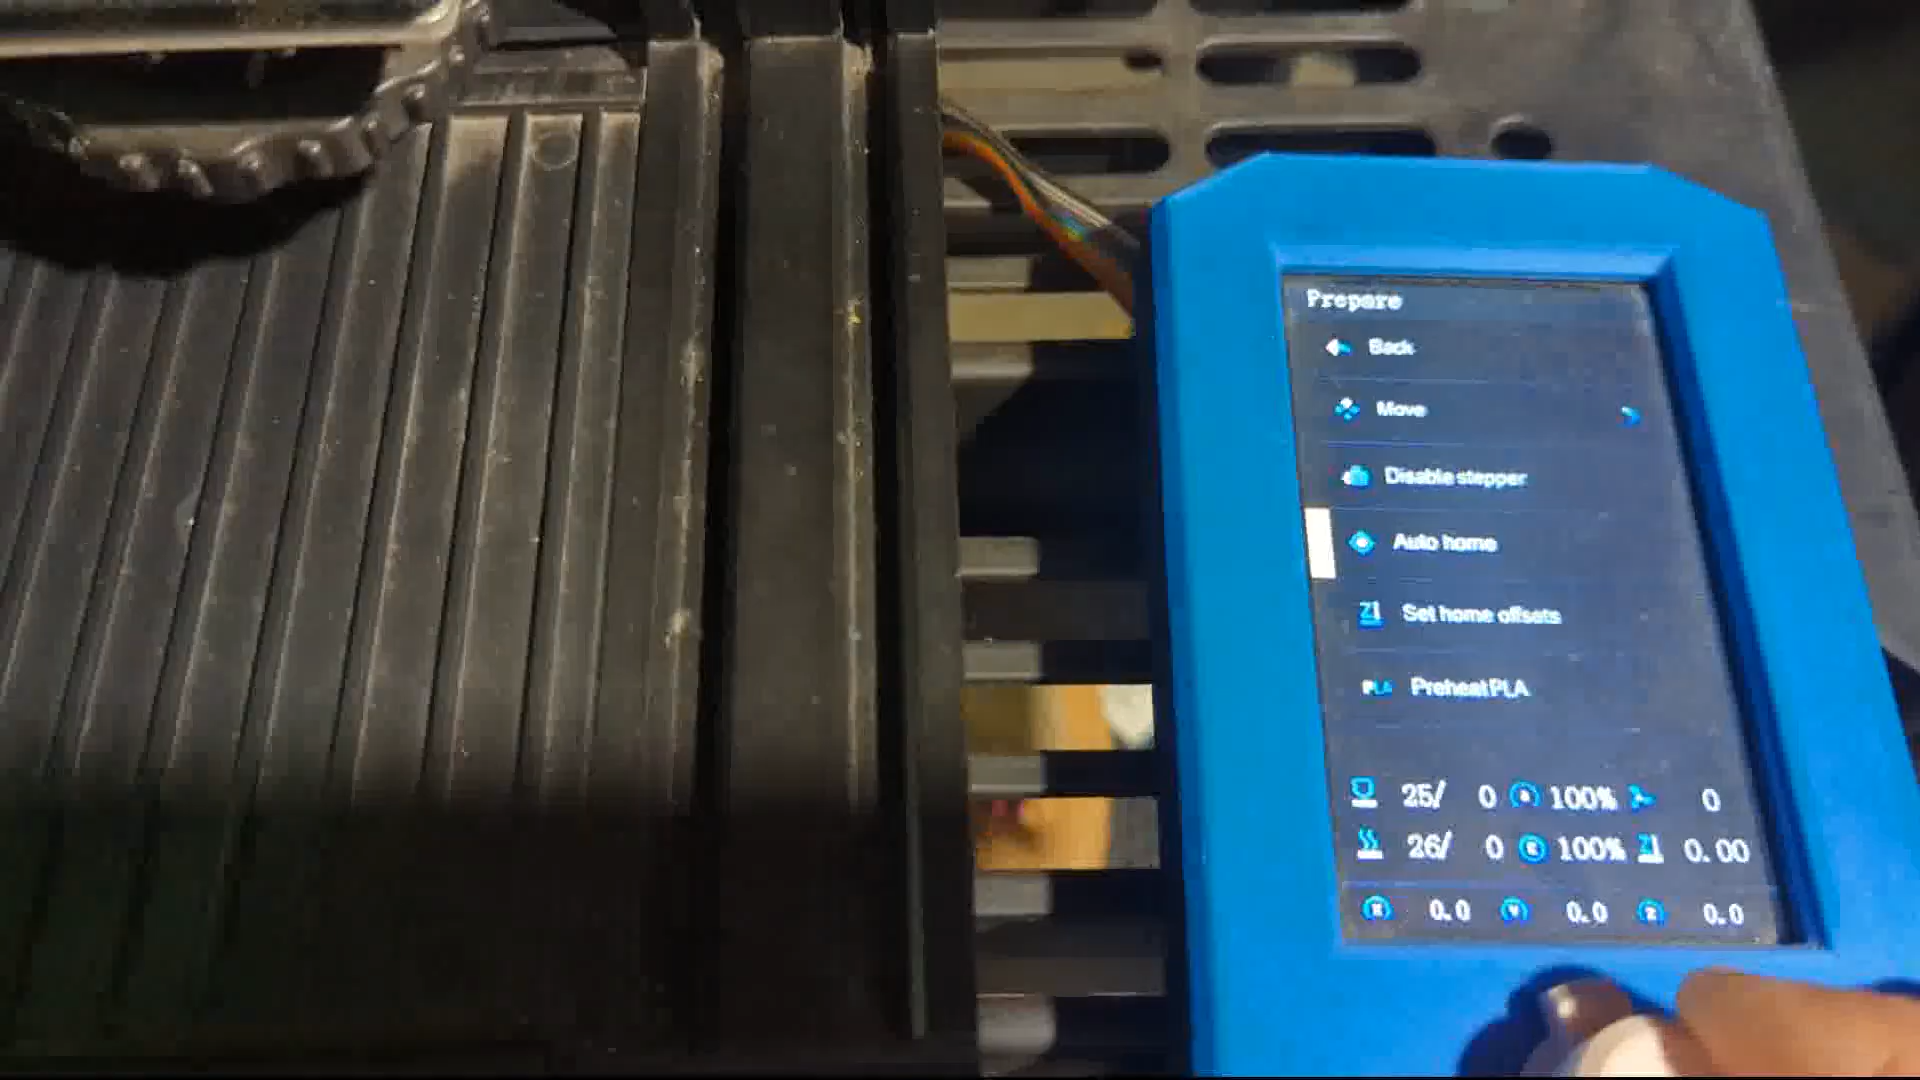 Prepare
Back
Move
Disable stepper
Auto home
Set home offsets
PLA Preheat PLA
25/ 0 100% 0
26/ 0 E 100% Z 0.00
X 0.0 Y 0.0 Z 0.0